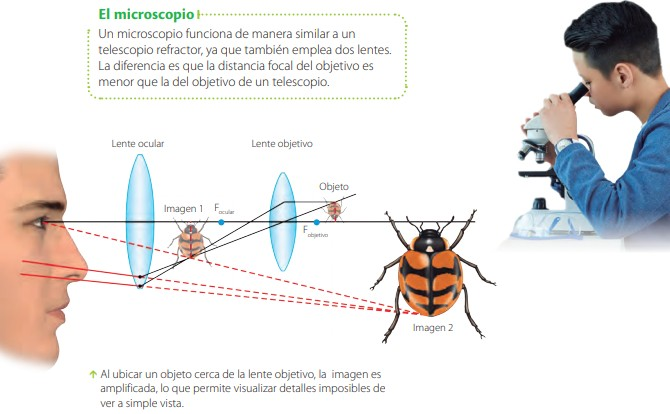 El microscopio
Un microscopio funciona de manera similar a un
telescopio refractor, ya que también emplea dos lentes.
La diferencia es que la distancia focal del objetivo es
menor que la del objetivo de un telescopio.
Lente ocular
Lente objetivo
Objeto
Imagen 1
Focular
Fobjetivo
Imagen 2
Al ubicar un objeto cerca de la lente objetivo, la imagen es
amplificada, lo que permite visualizar detalles imposibles de
ver a simple vista.